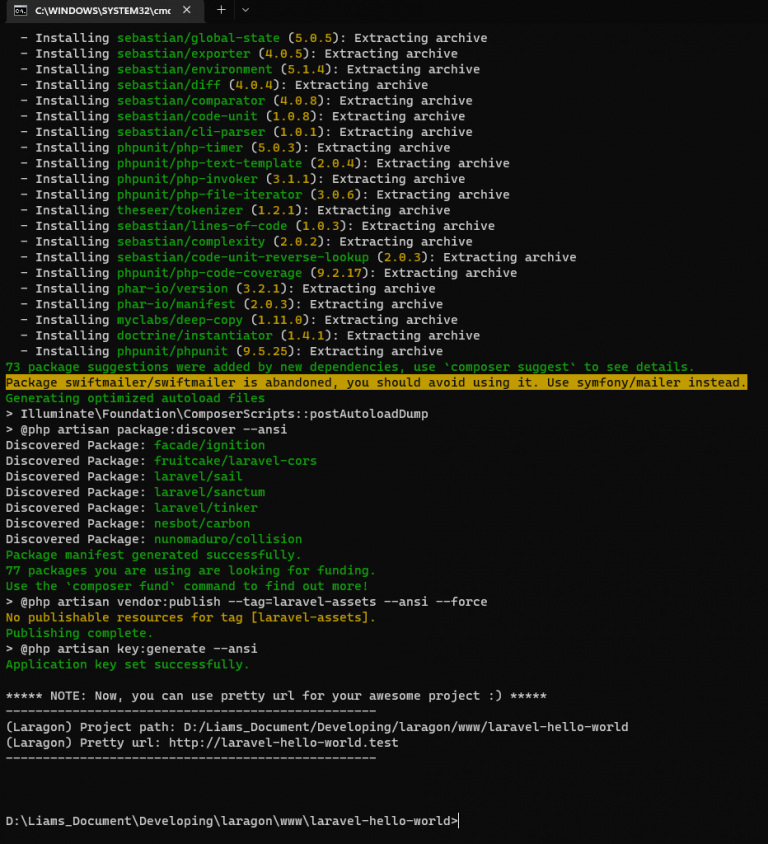 C:\WINDOWS\SYSTEM32\cmc
- Installing sebastian/global-state (5.0.5): Extracting archive
- Installing sebastian/exporter (4.0.5): Extracting archive
- Installing sebastian/environment (5.1.4): Extracting archive
- Installing sebastian/diff (4.0.4): Extracting archive
- Installing sebastian/comparator (4.0.8): Extracting archive
- Installing sebastian/code-unit (1.0.8): Extracting archive
- Installing sebastian/cli-parser (1.0.1): Extracting archive
- Installing phpunit/php-timer (5.0.3): Extracting archive
- Installing phpunit/php-text-template (2.0.4): Extracting archive
- Installing phpunit/php-invoker (3.1.1): Extracting archive
- Installing phpunit/php-file-iterator (3.0.6): Extracting archive
- Installing theseer/tokenizer (1.2.1): Extracting archive
- Installing sebastian/lines-of-code (1.0.3): Extracting archive
- Installing sebastian/complexity (2.0.2): Extracting archive
- Installing sebastian/code-unit-reverse-lookup (2.0.3): Extracting archive
- Installing phpunit/php-code-coverage (9.2.17): Extracting archive
- Installing phar-io/version (3.2.1): Extracting archive
- Installing phar-io/manifest (2.0.3): Extracting archive
- Installing myclabs/deep-copy (1.11.0): Extracting archive
- Installing doctrine/instantiator (1.4.1): Extracting archive
- Installing phpunit/phpunit (9.5.25): Extracting archive
73 package suggestions were added by new dependencies, use `composer suggest` to see details.
Package swiftmailer/swiftmailer is abandoned, you should avoid using it. Use symfony/mailer instead.
Generating optimized autoload files
> Illuminate\Foundation\ComposerScripts::postAutoloadDump
> @php artisan package:discover --ansi
Discovered Package: facade/ignition
Discovered Package: fruitcake/laravel-cors
Discovered Package: laravel/sail
Discovered Package: laravel/sanctum
Discovered Package: laravel/tinker
Discovered Package: nesbot/carbon
Discovered Package: nunomaduro/collision
Package manifest generated successfully.
77 packages you are using are looking for funding.
Use the `composer fund` command to find out more!
> @php artisan vendor:publish --tag=laravel-assets --ansi --force
No publishable resources for tag [laravel-assets].
Publishing complete.
> @php artisan key:generate --ansi
Application key set successfully.
***** NOTE: Now, you can use pretty url for your awesome project :) *****
--------------------------------------------------
(Laragon) Project path: D:/Liams_Document/Developing/laragon/www/laravel-hello-world
(Laragon) Pretty url: http://laravel-hello-world.test
--------------------------------------------------
D:\Liams_Document\Developing\laragon\www\laravel-hello-world>